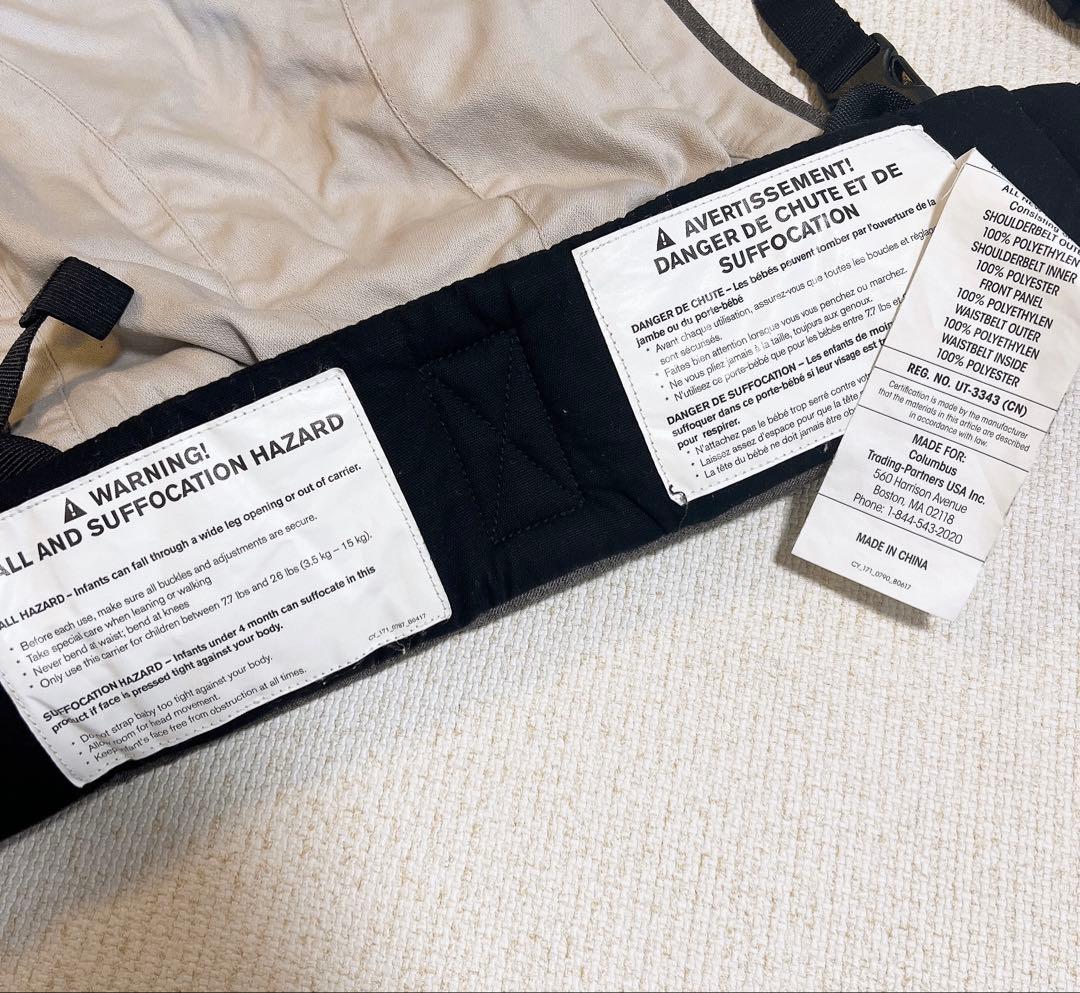 WARNING!
ALL AND SUFFOCATION HAZARD
ALL HAZARD – Infants can fall through a wide leg opening or out of carrier.
• Before each use, make sure all buckles and adjustments are secure.
• Take special care when leaning or walking
• Never bend at waist; bend at knees
• Only use this carrier for children between 7.7 lbs and 26 lbs (3.5 kg – 15 kg).
SUFFOCATION HAZARD – Infants under 4 month can suffocate in this
product if face is pressed tight against your body.
• Do not strap baby too tight against your body.
• Allow room for head movement.
• Keep infant's face free from obstruction at all times.
CY_171_0787_B0417
AVERTISSEMENT!
DANGER DE CHUTE ET DE
SUFFOCATION
DANGER DE CHUTE – Les bébés peuvent tomber par l'ouverture de la
jambe ou du porte-bébé
• Avant chaque utilisation, assurez-vous que toutes les boucles et réglag
sont sécurisés.
• Faites bien attention lorsque vous vous penchez ou marchez.
• Ne vous pliez jamais à la taille, toujours aux genoux.
• N'utilisez ce porte-bébé que pour les bébés entre 7.7 lbs et
DANGER DE SUFFOCATION – Les enfants de moin
suffoquer dans ce porte-bébé si leur visage est
pour respirer.
• N'attachez pas le bébé trop serré contre
• Laissez assez d'espace pour que la tête
• La tête du bébé ne doit jamais être
ALL
Consisting
SHOULDERBELT OUT
100% POLYETHYLEN
SHOULDERBELT INNER
100% POLYESTER
FRONT PANEL
100% POLYETHYLEN
WAISTBELT OUTER
100% POLYETHYLEN
WAISTBELT INSIDE
100% POLYESTER
REG. NO. UT-3343 (CN)
Certification is made by the manufacturer
that the materials in this article are described
in accordance with law.
MADE FOR:
Columbus
Trading-Partners USA Inc.
560 Harrison Avenue
Boston, MA 02118
Phone: 1-844-543-2020
MADE IN CHINA
CY_171_0790_B0617